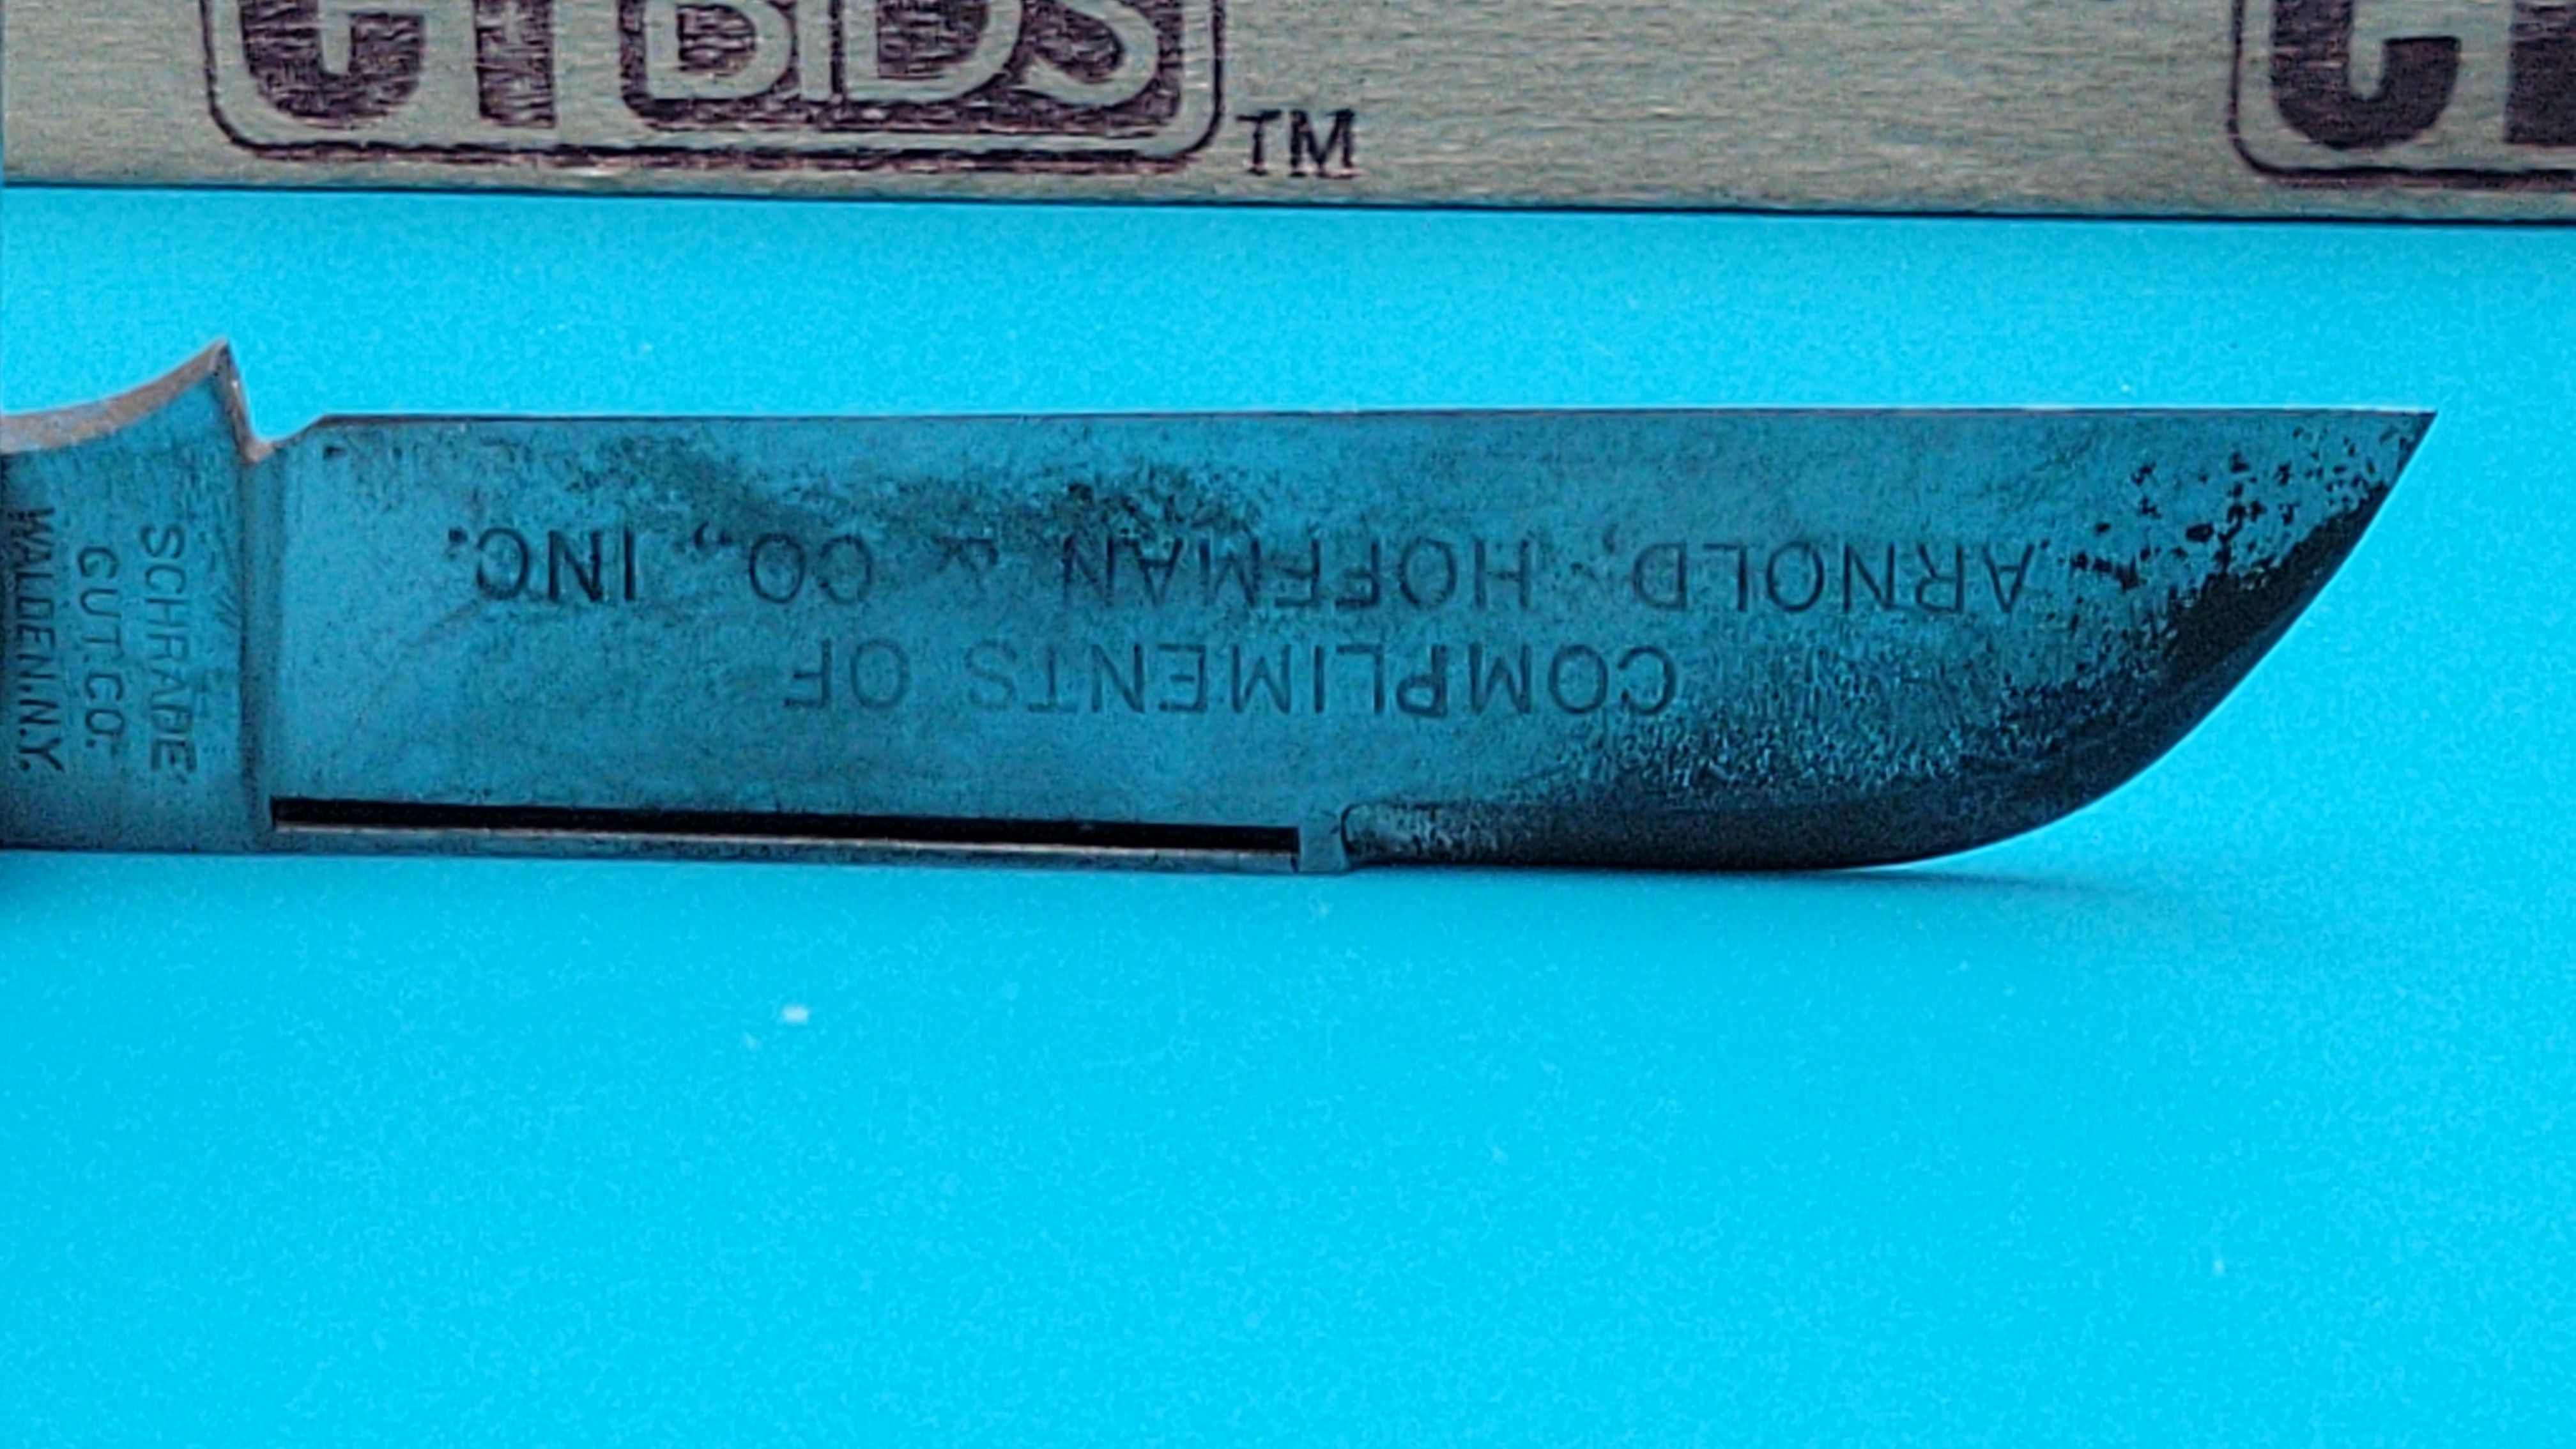 TM
SCHRADE
CUT. CO.
WALDEN. N.Y.
COMPLIMENTS OF
ARNOLD, HOFFMAN & CO., INC.